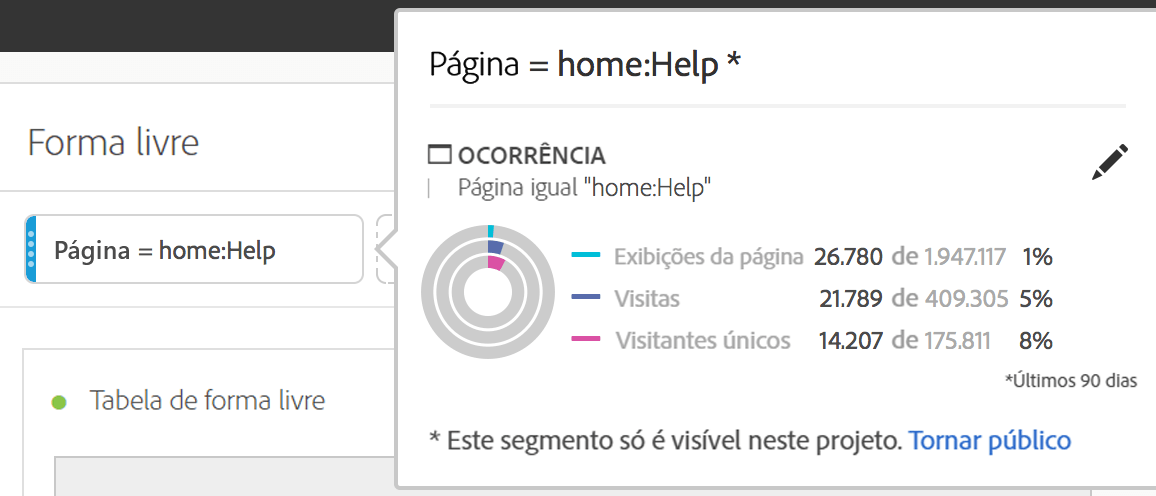 Página = home:Help *
Forma livre
OCORRÊNCIA
Página igual "home:Help"
Página = home:Help
Exibições da página 26.780 de 1.947.117 1%
Visitas 21.789 de 409.305 5%
Visitantes únicos 14.207 de 175.811 8%
*Últimos 90 dias
Tabela de forma livre
* Este segmento só é visível neste projeto. Tornar público